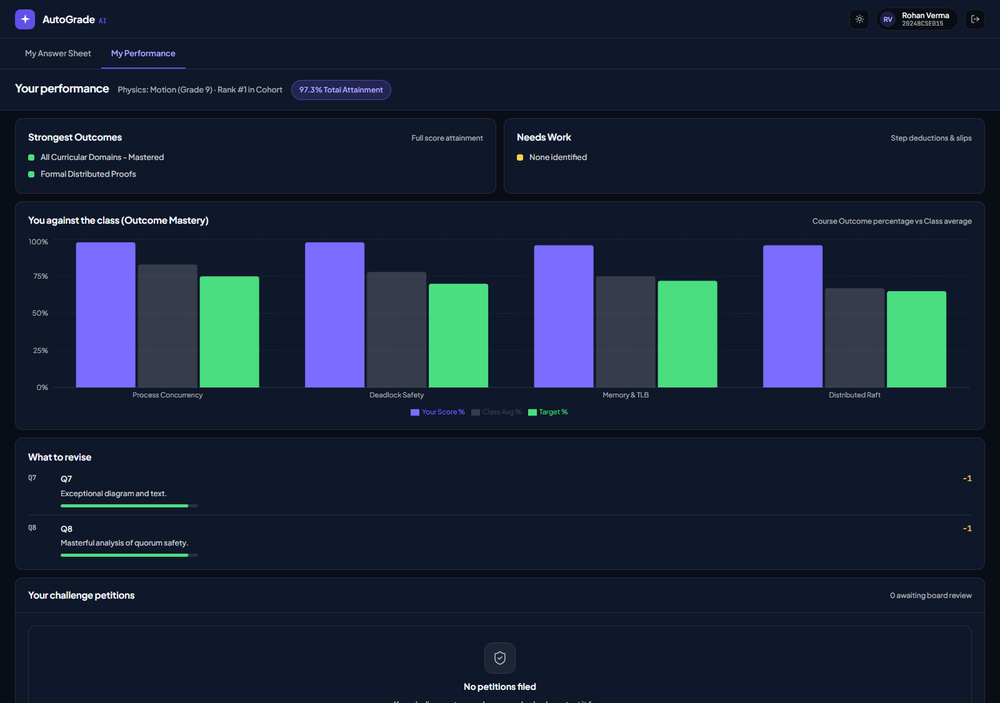 AutoGrade AI
RV
Rohan Verma
2024BCSE015
My Answer Sheet
My Performance
Your performance
Physics: Motion (Grade 9) · Rank #1 in Cohort
97.3% Total Attainment
Strongest Outcomes
Full score attainment
All Curricular Domains - Mastered
Formal Distributed Proofs
Needs Work
Step deductions & slips
None identified
You against the class (Outcome Mastery)
Course Outcome percentage vs Class average
100%
75%
50%
25%
0%
Process Concurrency
Deadlock Safety
Memory & TLB
Distributed Raft
Your Score %
Class Avg %
Target %
What to revise
Q7
Q7
-1
Exceptional diagram and text.
Q8
Q8
-1
Masterful analysis of quorum safety.
Your challenge petitions
0 awaiting board review
No petitions filed